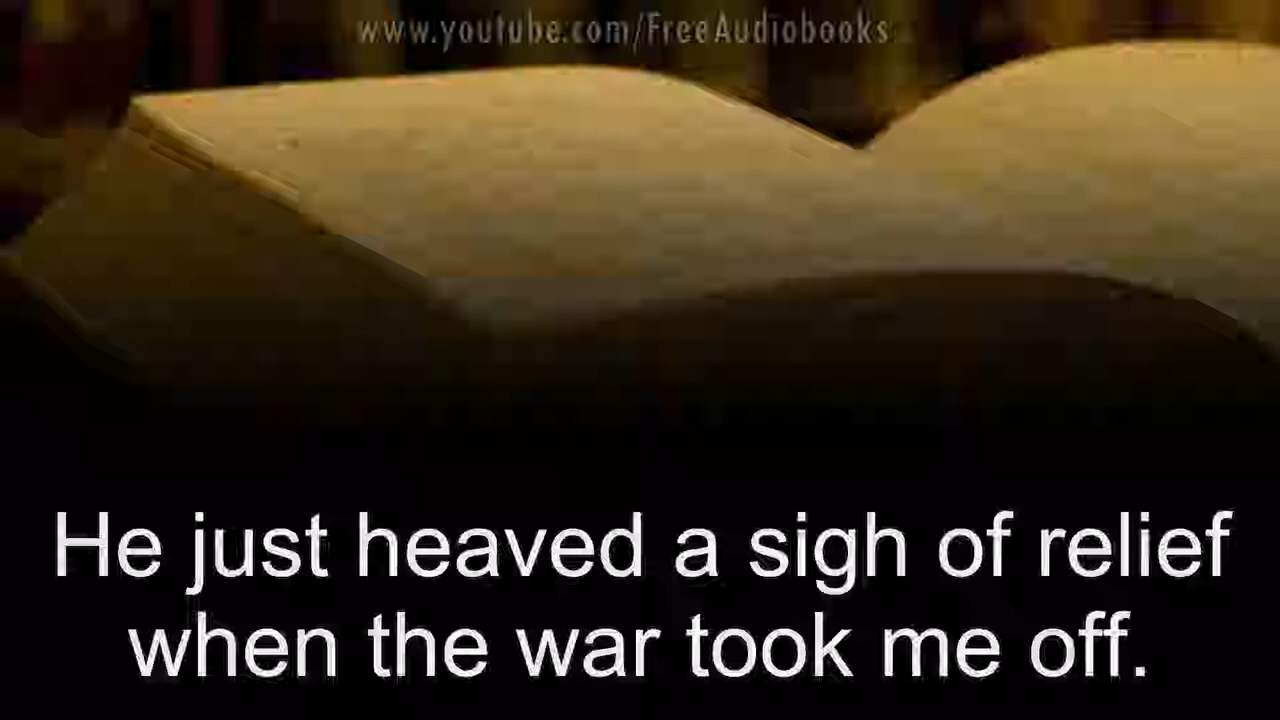 www.youtube.com/FreeAudiobooks
He just heaved a sigh of relief
when the war took me off.